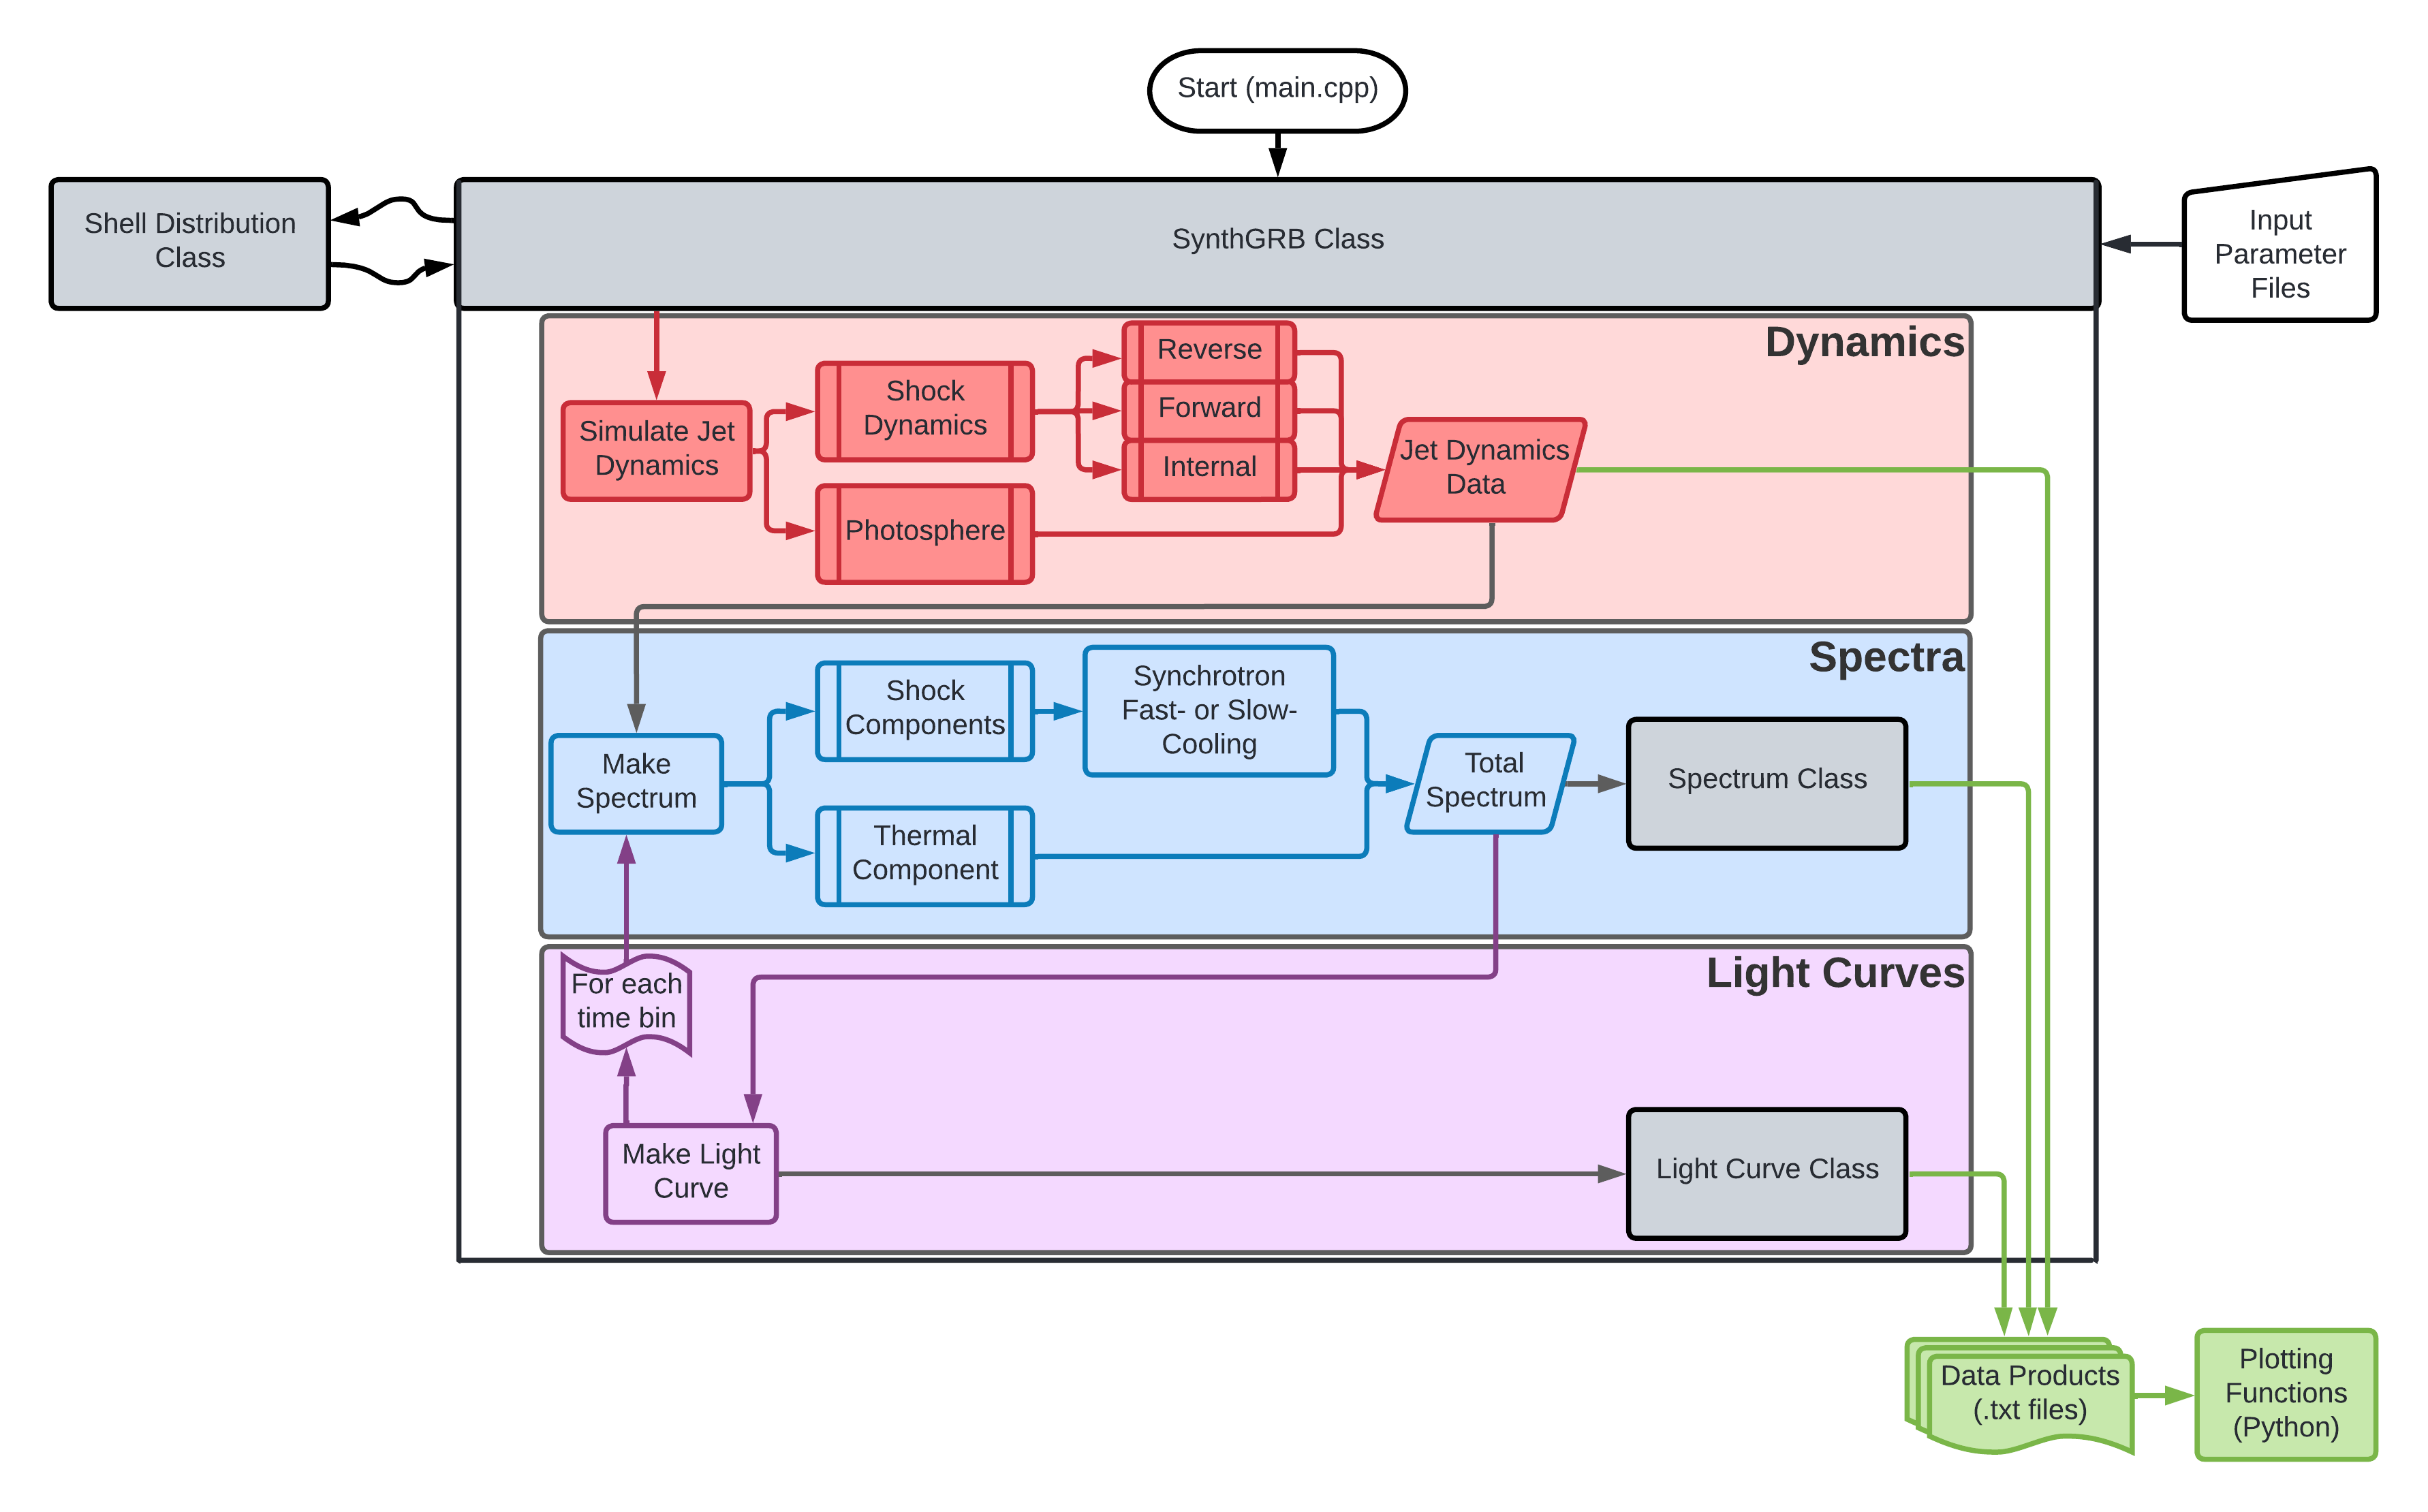 Start (main.cpp)
Shell Distribution
Class
SynthGRB Class
Input
Parameter
Files
Dynamics
Simulate Jet
Dynamics
Shock
Dynamics
Photosphere
Reverse
Forward
Internal
Jet Dynamics
Data
Spectra
Make
Spectrum
Shock
Components
Thermal
Component
Synchrotron
Fast- or Slow-
Cooling
Total
Spectrum
Spectrum Class
Light Curves
For each
time bin
Make Light
Curve
Light Curve Class
Data Products
(.txt files)
Plotting
Functions
(Python)